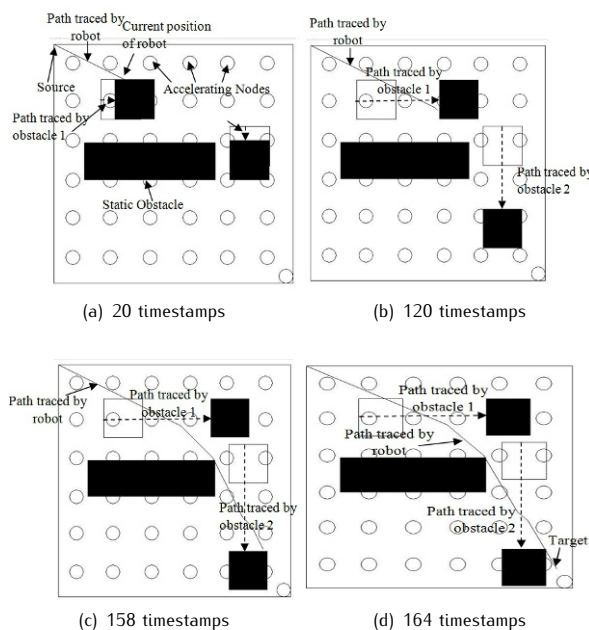 Path traced by
robot
Current position
of robot
Source
Accelerating Nodes
Path traced by
obstacle 1
Static Obstacle
(a) 20 timestamps
Path traced by
robot
Path traced by
obstacle 1
Path traced by
obstacle 2
(b) 120 timestamps
Path traced by
robot
Path traced by
obstacle 1
Path traced by
obstacle 2
(c) 158 timestamps
Path traced by
obstacle 1
Path traced by
robot
Path traced by
obstacle 2
Target
(d) 164 timestamps